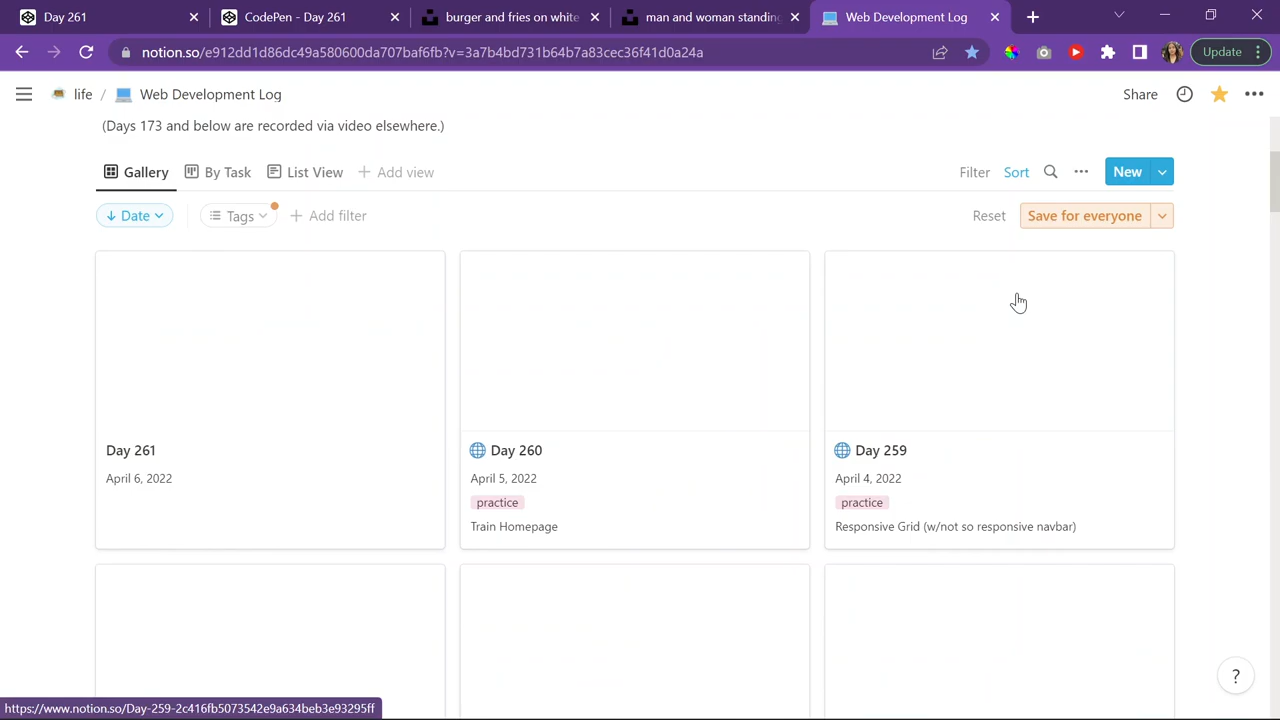 Day 261
CodePen - Day 261
burger and fries on white
man and woman standing
Web Development Log
notion.so/e912dd1d86dc49a580600da707baf6fb?v=3a7b4bd731b64b7a83cec36f41d0a24a
Update
life / Web Development Log
Share
(Days 173 and below are recorded via video elsewhere.)
Gallery
By Task
List View
Add view
Filter
Sort
New
Date
Tags
Add filter
Reset
Save for everyone
Day 261
April 6, 2022
Day 260
April 5, 2022
practice
Train Homepage
Day 259
April 4, 2022
practice
Responsive Grid (w/not so responsive navbar)
?
https://www.notion.so/Day-259-2c416fb5073542e9a634beb3e93295ff